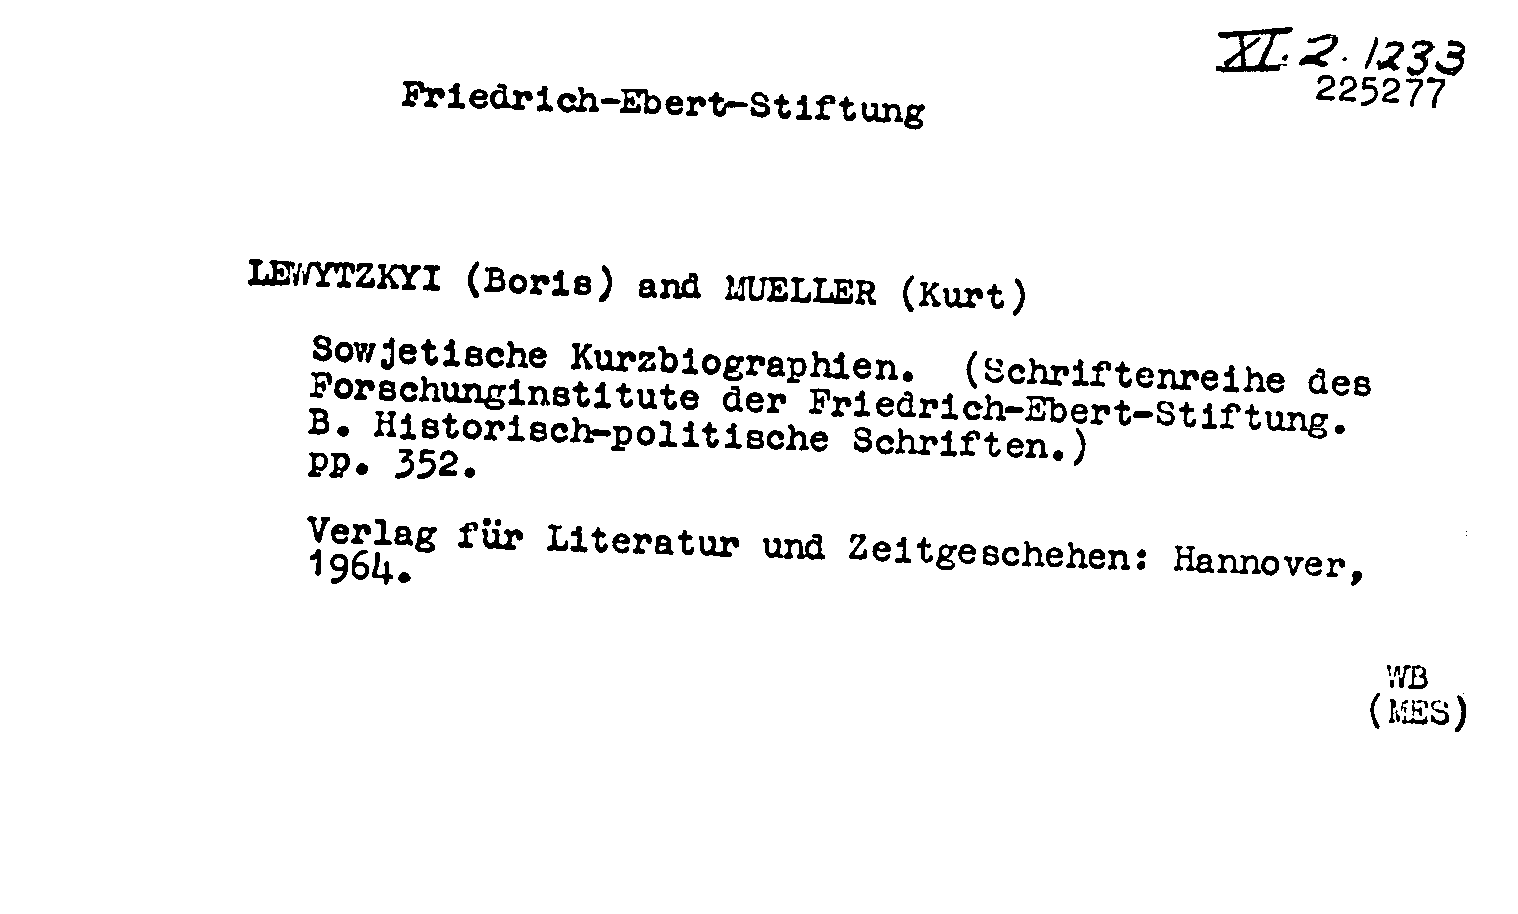 XI. 2. 1233
225277
Friedrich-Ebert-Stiftung
LEWYTZKYI (Boris) and MUELLER (Kurt)
Sowjetische Kurzbiographien. (Schriftenreihe des
Forschunginstitute der Friedrich-Ebert-Stiftung.
B. Historisch-politische Schriften.)
pp. 352.
Verlag für Literatur und Zeitgeschehen: Hannover,
1964.
WB
(MES)